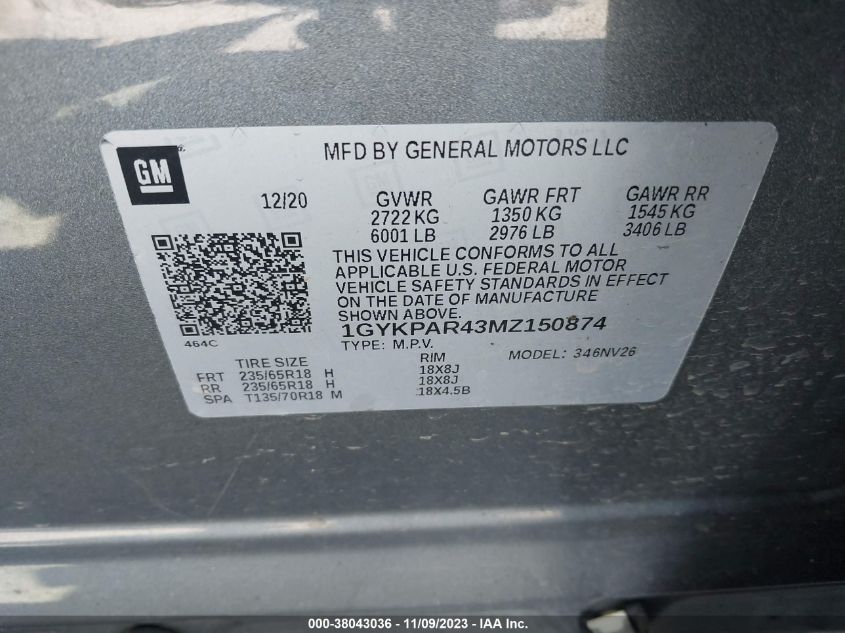 GM
MFD BY GENERAL MOTORS LLC
12/20 GVWR GAWR FRT GAWR RR
2722 KG 1350 KG 1545 KG
6001 LB 2976 LB 3406 LB
THIS VEHICLE CONFORMS TO ALL
APPLICABLE U.S. FEDERAL MOTOR
VEHICLE SAFETY STANDARDS IN EFFECT
ON THE DATE OF MANUFACTURE
SHOWN ABOVE.
1GYKPAR43MZ150874
464C
TYPE: M.P.V. MODEL: 346NV26
TIRE SIZE RIM
FRT 235/65R18 H 18X8J
RR 235/65R18 H 18X8J
SPA T135/70R18 M 18X4.5B
000-38043036 - 11/09/2023 - IAA Inc.